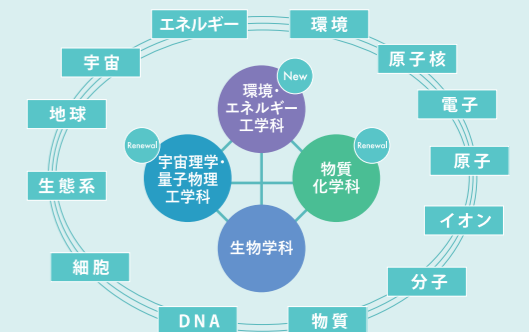 エネルギー
環境
宇宙
原子核
New
環境・
エネルギー
工学科
地球
電子
Renewal
Renewal
宇宙理学・
量子物理
工学科
物質
化学科
原子
生態系
イオン
生物学科
細胞
分子
DNA
物質